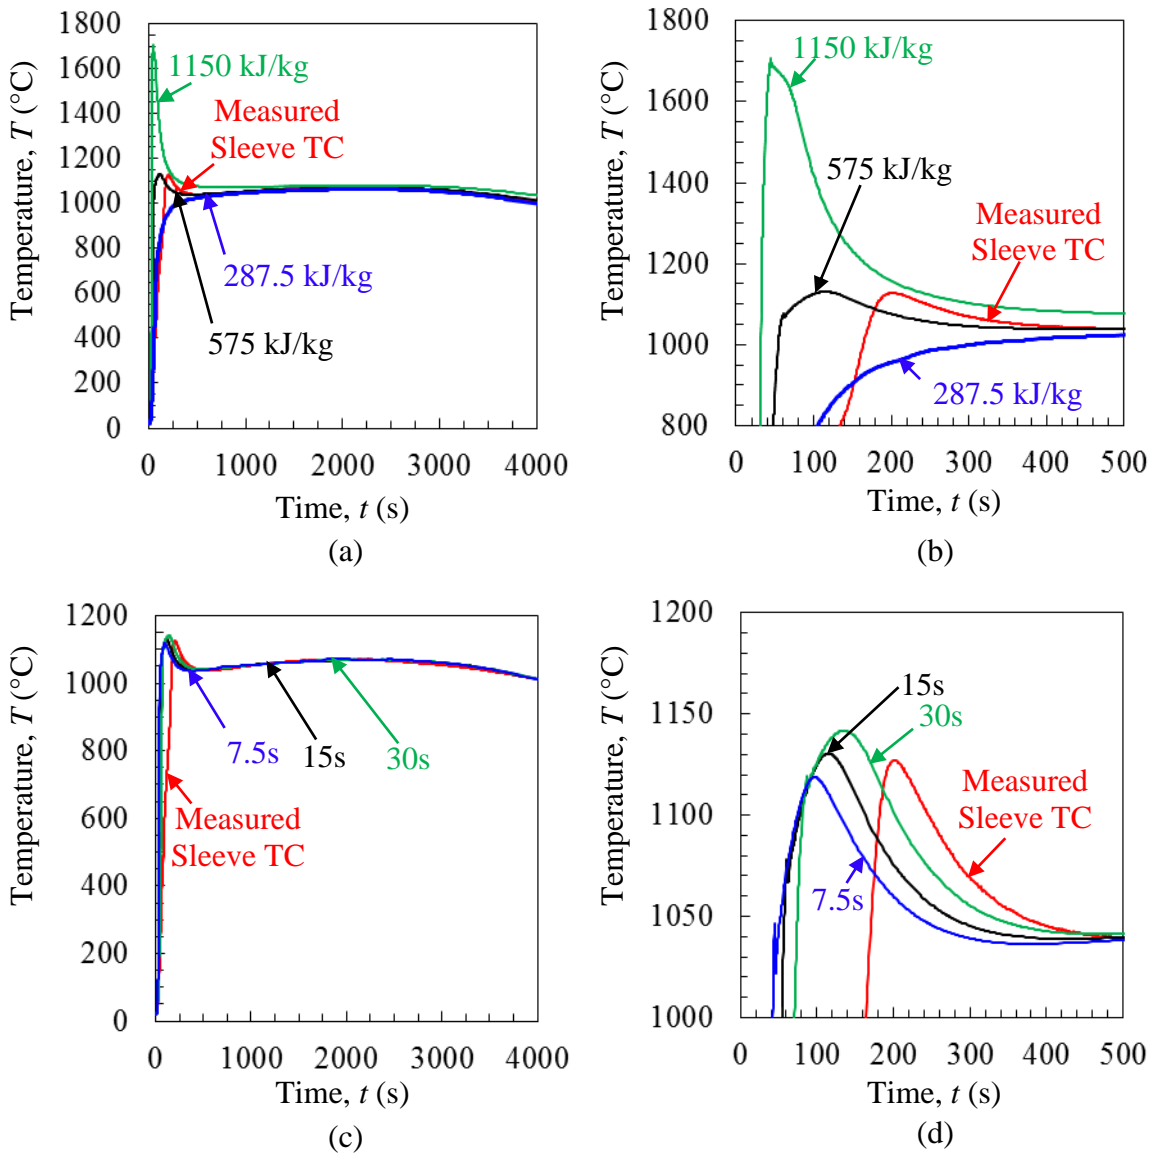 1800
1600
1400
1200
1000
800
600
400
200
0
Temperature, T (°C)
1150 kJ/kg
Measured
Sleeve TC
287.5 kJ/kg
575 kJ/kg
0 1000 2000 3000 4000
Time, t (s)
(a)
1800
1600
1400
1200
1000
800
Temperature, T (°C)
1150 kJ/kg
575 kJ/kg
Measured
Sleeve TC
287.5 kJ/kg
0 100 200 300 400 500
Time, t (s)
(b)
1200
1000
800
600
400
200
0
Temperature, T (°C)
7.5s
15s
30s
Measured
Sleeve TC
0 1000 2000 3000 4000
Time, t (s)
(c)
1200
1150
1100
1050
1000
Temperature, T (°C)
15s
30s
Measured
Sleeve TC
7.5s
0 100 200 300 400 500
Time, t (s)
(d)